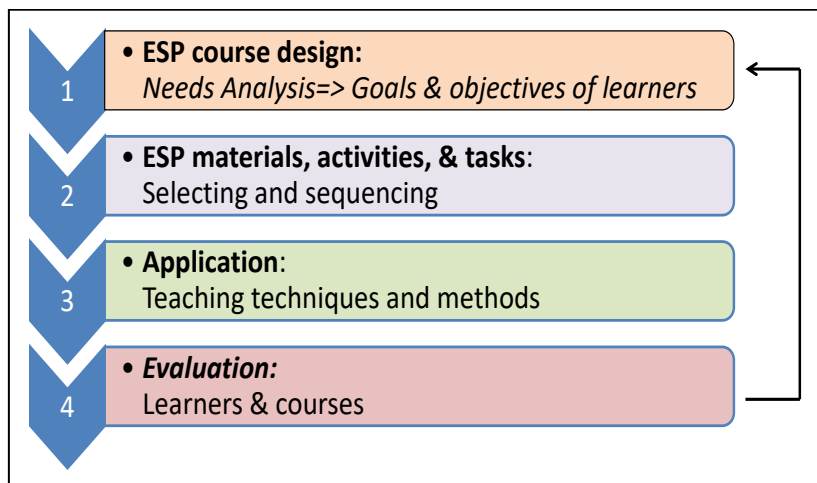 1
• ESP course design:
Needs Analysis=> Goals & objectives of learners
2
• ESP materials, activities, & tasks:
Selecting and sequencing
3
• Application:
Teaching techniques and methods
4
• Evaluation:
Learners & courses